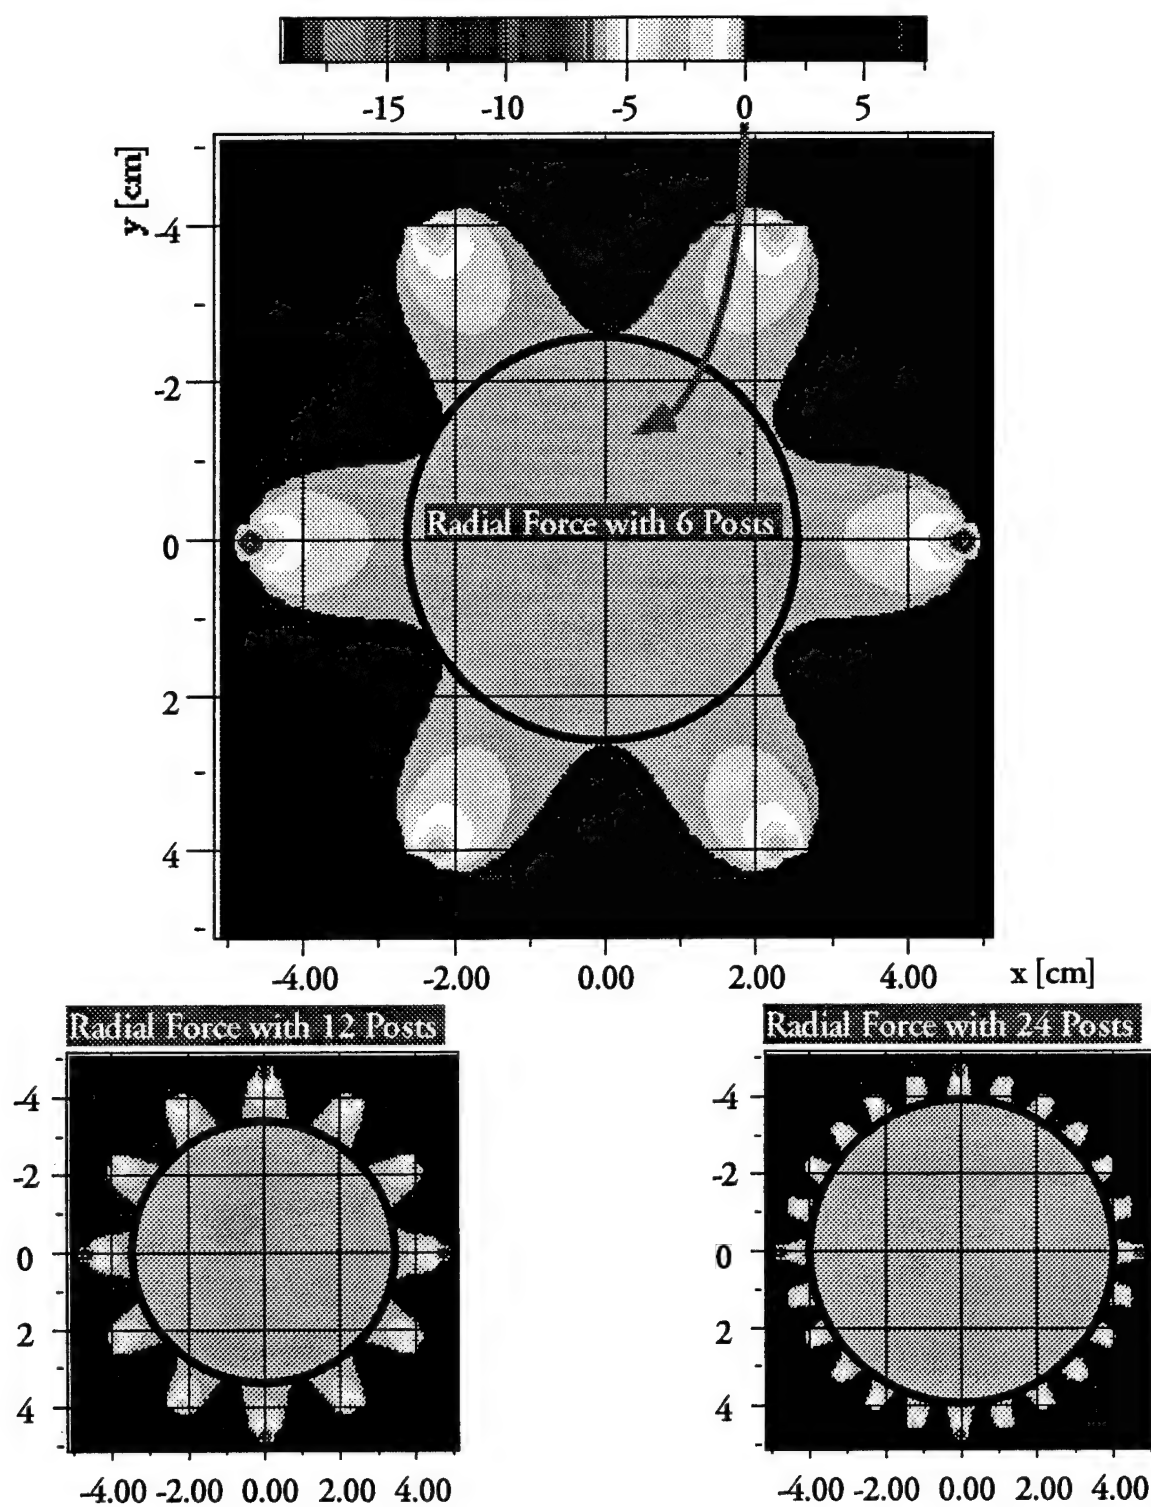 -15 -10 -5 0 5
y [cm]
-4
-2
0
2
4
Radial Force with 6 Posts
-4.00 -2.00 0.00 2.00 4.00 x [cm]
Radial Force with 12 Posts
-4
-2
0
2
4
-4.00 -2.00 0.00 2.00 4.00
Radial Force with 24 Posts
-4
-2
0
2
4
-4.00 -2.00 0.00 2.00 4.00